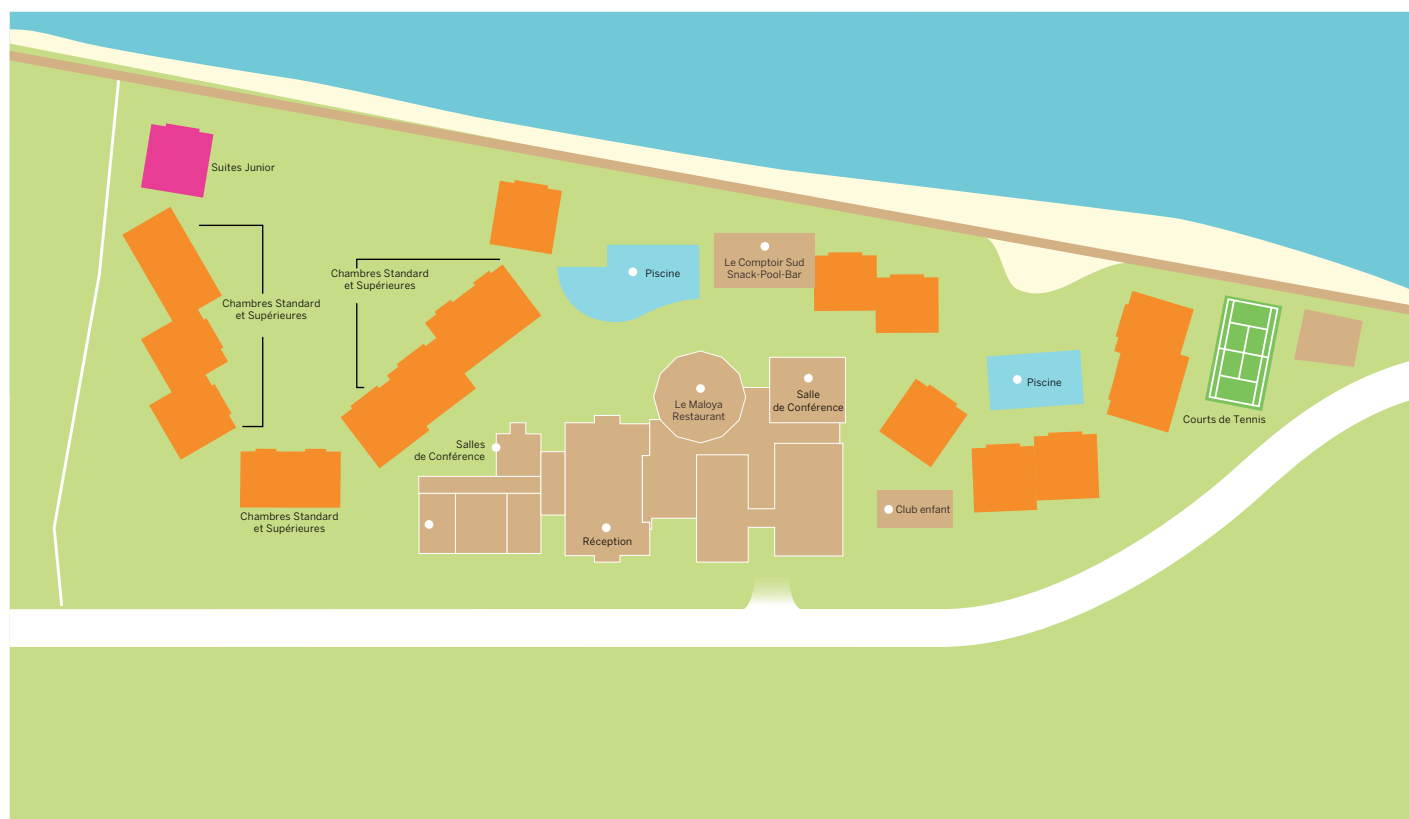 Suites Junior
Chambres Standard
et Supérieures
Chambres Standard
et Supérieures
Chambres Standard
et Supérieures
Piscine
Le Comptoir Sud
Snack-Pool-Bar
Le Maloya
Restaurant
Salle
de Conférence
Salles
de Conférence
Réception
Club enfant
Piscine
Courts de Tennis